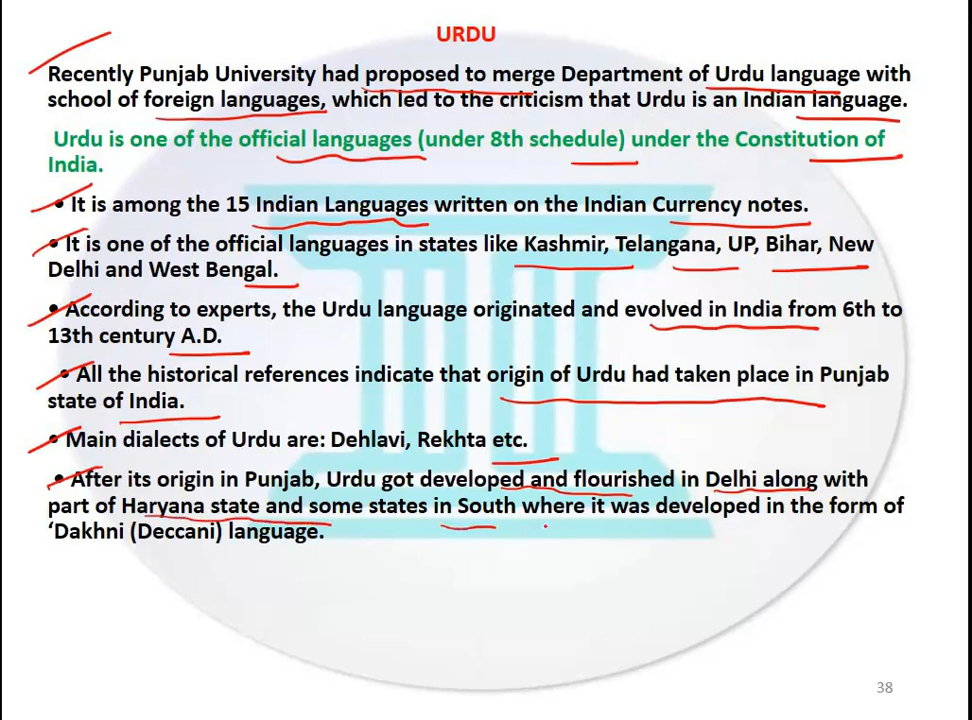 URDU
Recently Punjab University had proposed to merge Department of Urdu language with
school of foreign languages, which led to the criticism that Urdu is an Indian language.
Urdu is one of the official languages (under 8th schedule) under the Constitution of
India.
• It is among the 15 Indian Languages written on the Indian Currency notes.
• It is one of the official languages in states like Kashmir, Telangana, UP, Bihar, New
Delhi and West Bengal.
• According to experts, the Urdu language originated and evolved in India from 6th to
13th century A.D.
• All the historical references indicate that origin of Urdu had taken place in Punjab
state of India.
• Main dialects of Urdu are: Dehlavi, Rekhta etc.
• After its origin in Punjab, Urdu got developed and flourished in Delhi along with
part of Haryana state and some states in South where it was developed in the form of
‘Dakhni (Deccani) language.
38